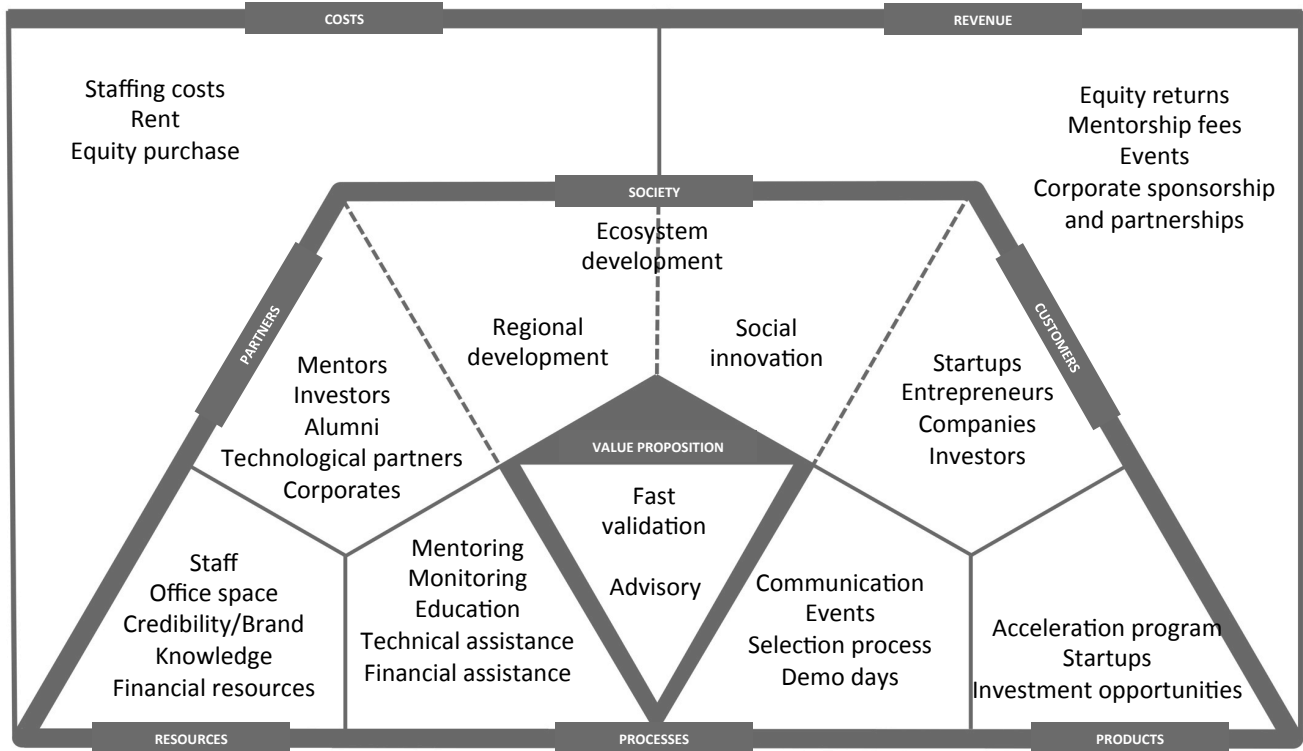 COSTS
REVENUE
Staffing costs
Rent
Equity purchase
Equity returns
Mentorship fees
Events
Corporate sponsorship
and partnerships
SOCIETY
Ecosystem
development
Regional
development
Social
innovation
PARTNERS
Mentors
Investors
Alumni
Technological partners
Corporates
CUSTOMERS
Startups
Entrepreneurs
Companies
Investors
VALUE PROPOSITION
Fast
validation
Advisory
Staff
Office space
Credibility/Brand
Knowledge
Financial resources
Mentoring
Monitoring
Education
Technical assistance
Financial assistance
Communication
Events
Selection process
Demo days
Acceleration program
Startups
Investment opportunities
RESOURCES
PROCESSES
PRODUCTS